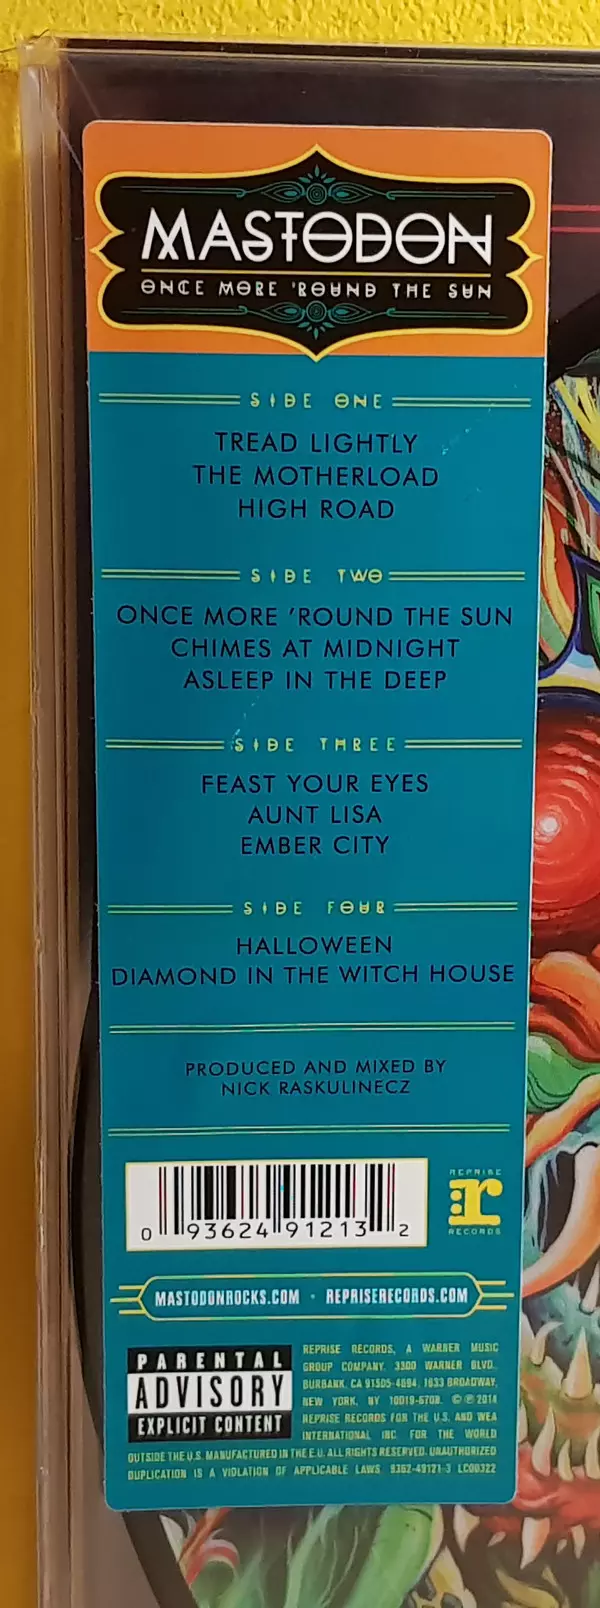 MASTODON
ONCE MORE 'ROUND THE SUN
SIDE ONE
TREAD LIGHTLY
THE MOTHERLOAD
HIGH ROAD
SIDE TWO
ONCE MORE 'ROUND THE SUN
CHIMES AT MIDNIGHT
ASLEEP IN THE DEEP
SIDE THREE
FEAST YOUR EYES
AUNT LISA
EMBER CITY
SIDE FOUR
HALLOWEEN
DIAMOND IN THE WITCH HOUSE
PRODUCED AND MIXED BY
NICK RASKULINECZ
0 93624 91213 2
REPRISE
r
RECORDS
MASTODONROCKS.COM · REPRISERECORDS.COM
PARENTAL
ADVISORY
EXPLICIT CONTENT
REPRISE RECORDS, A WARNER MUSIC
GROUP COMPANY, 3300 WARNER BLVD.,
BURBANK, CA 91505-4694, 1633 BROADWAY,
NEW YORK, NY 10019-6708. © ℗ 2014
REPRISE RECORDS FOR THE U.S. AND WEA
INTERNATIONAL INC. FOR THE WORLD
OUTSIDE THE U.S. MANUFACTURED IN THE E.U. ALL RIGHTS RESERVED. UNAUTHORIZED
DUPLICATION IS A VIOLATION OF APPLICABLE LAWS. 9362-49121-3 LC00322